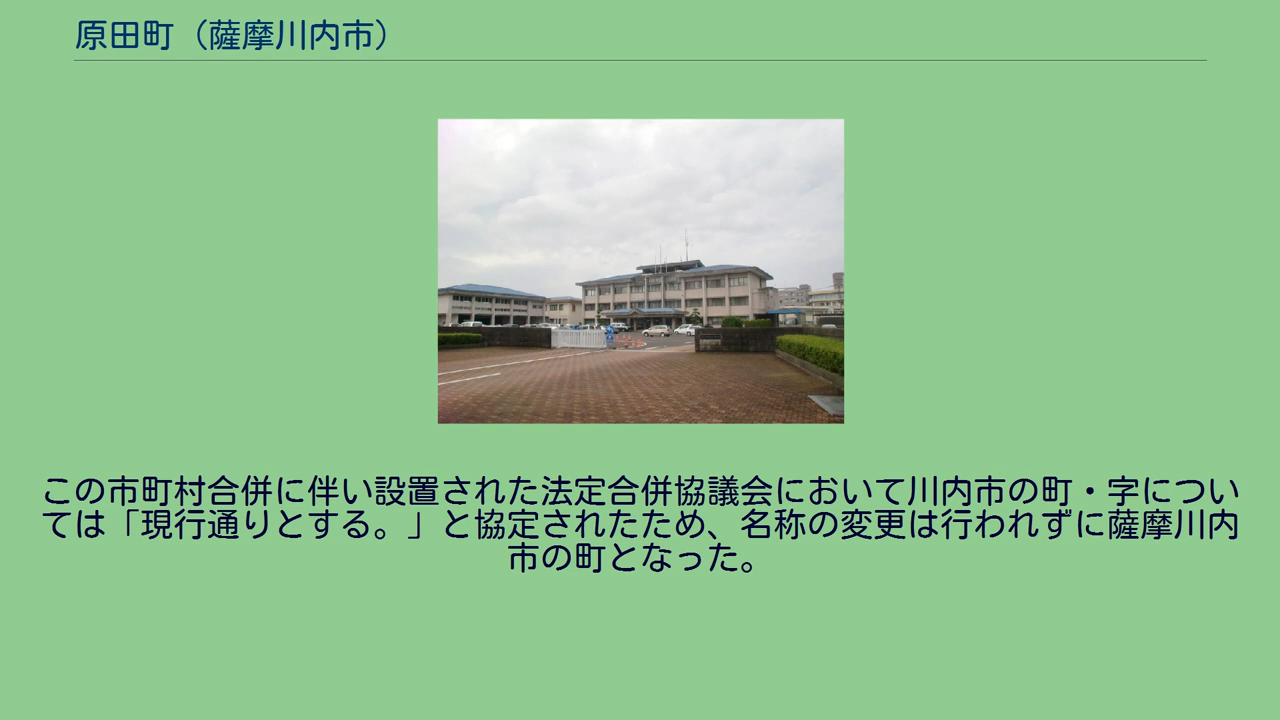 原田町（薩摩川内市）
この市町村合併に伴い設置された法定合併協議会において川内市の町・字につい
ては「現行通りとする。」と協定されたため、名称の変更は行われずに薩摩川内
市の町となった。